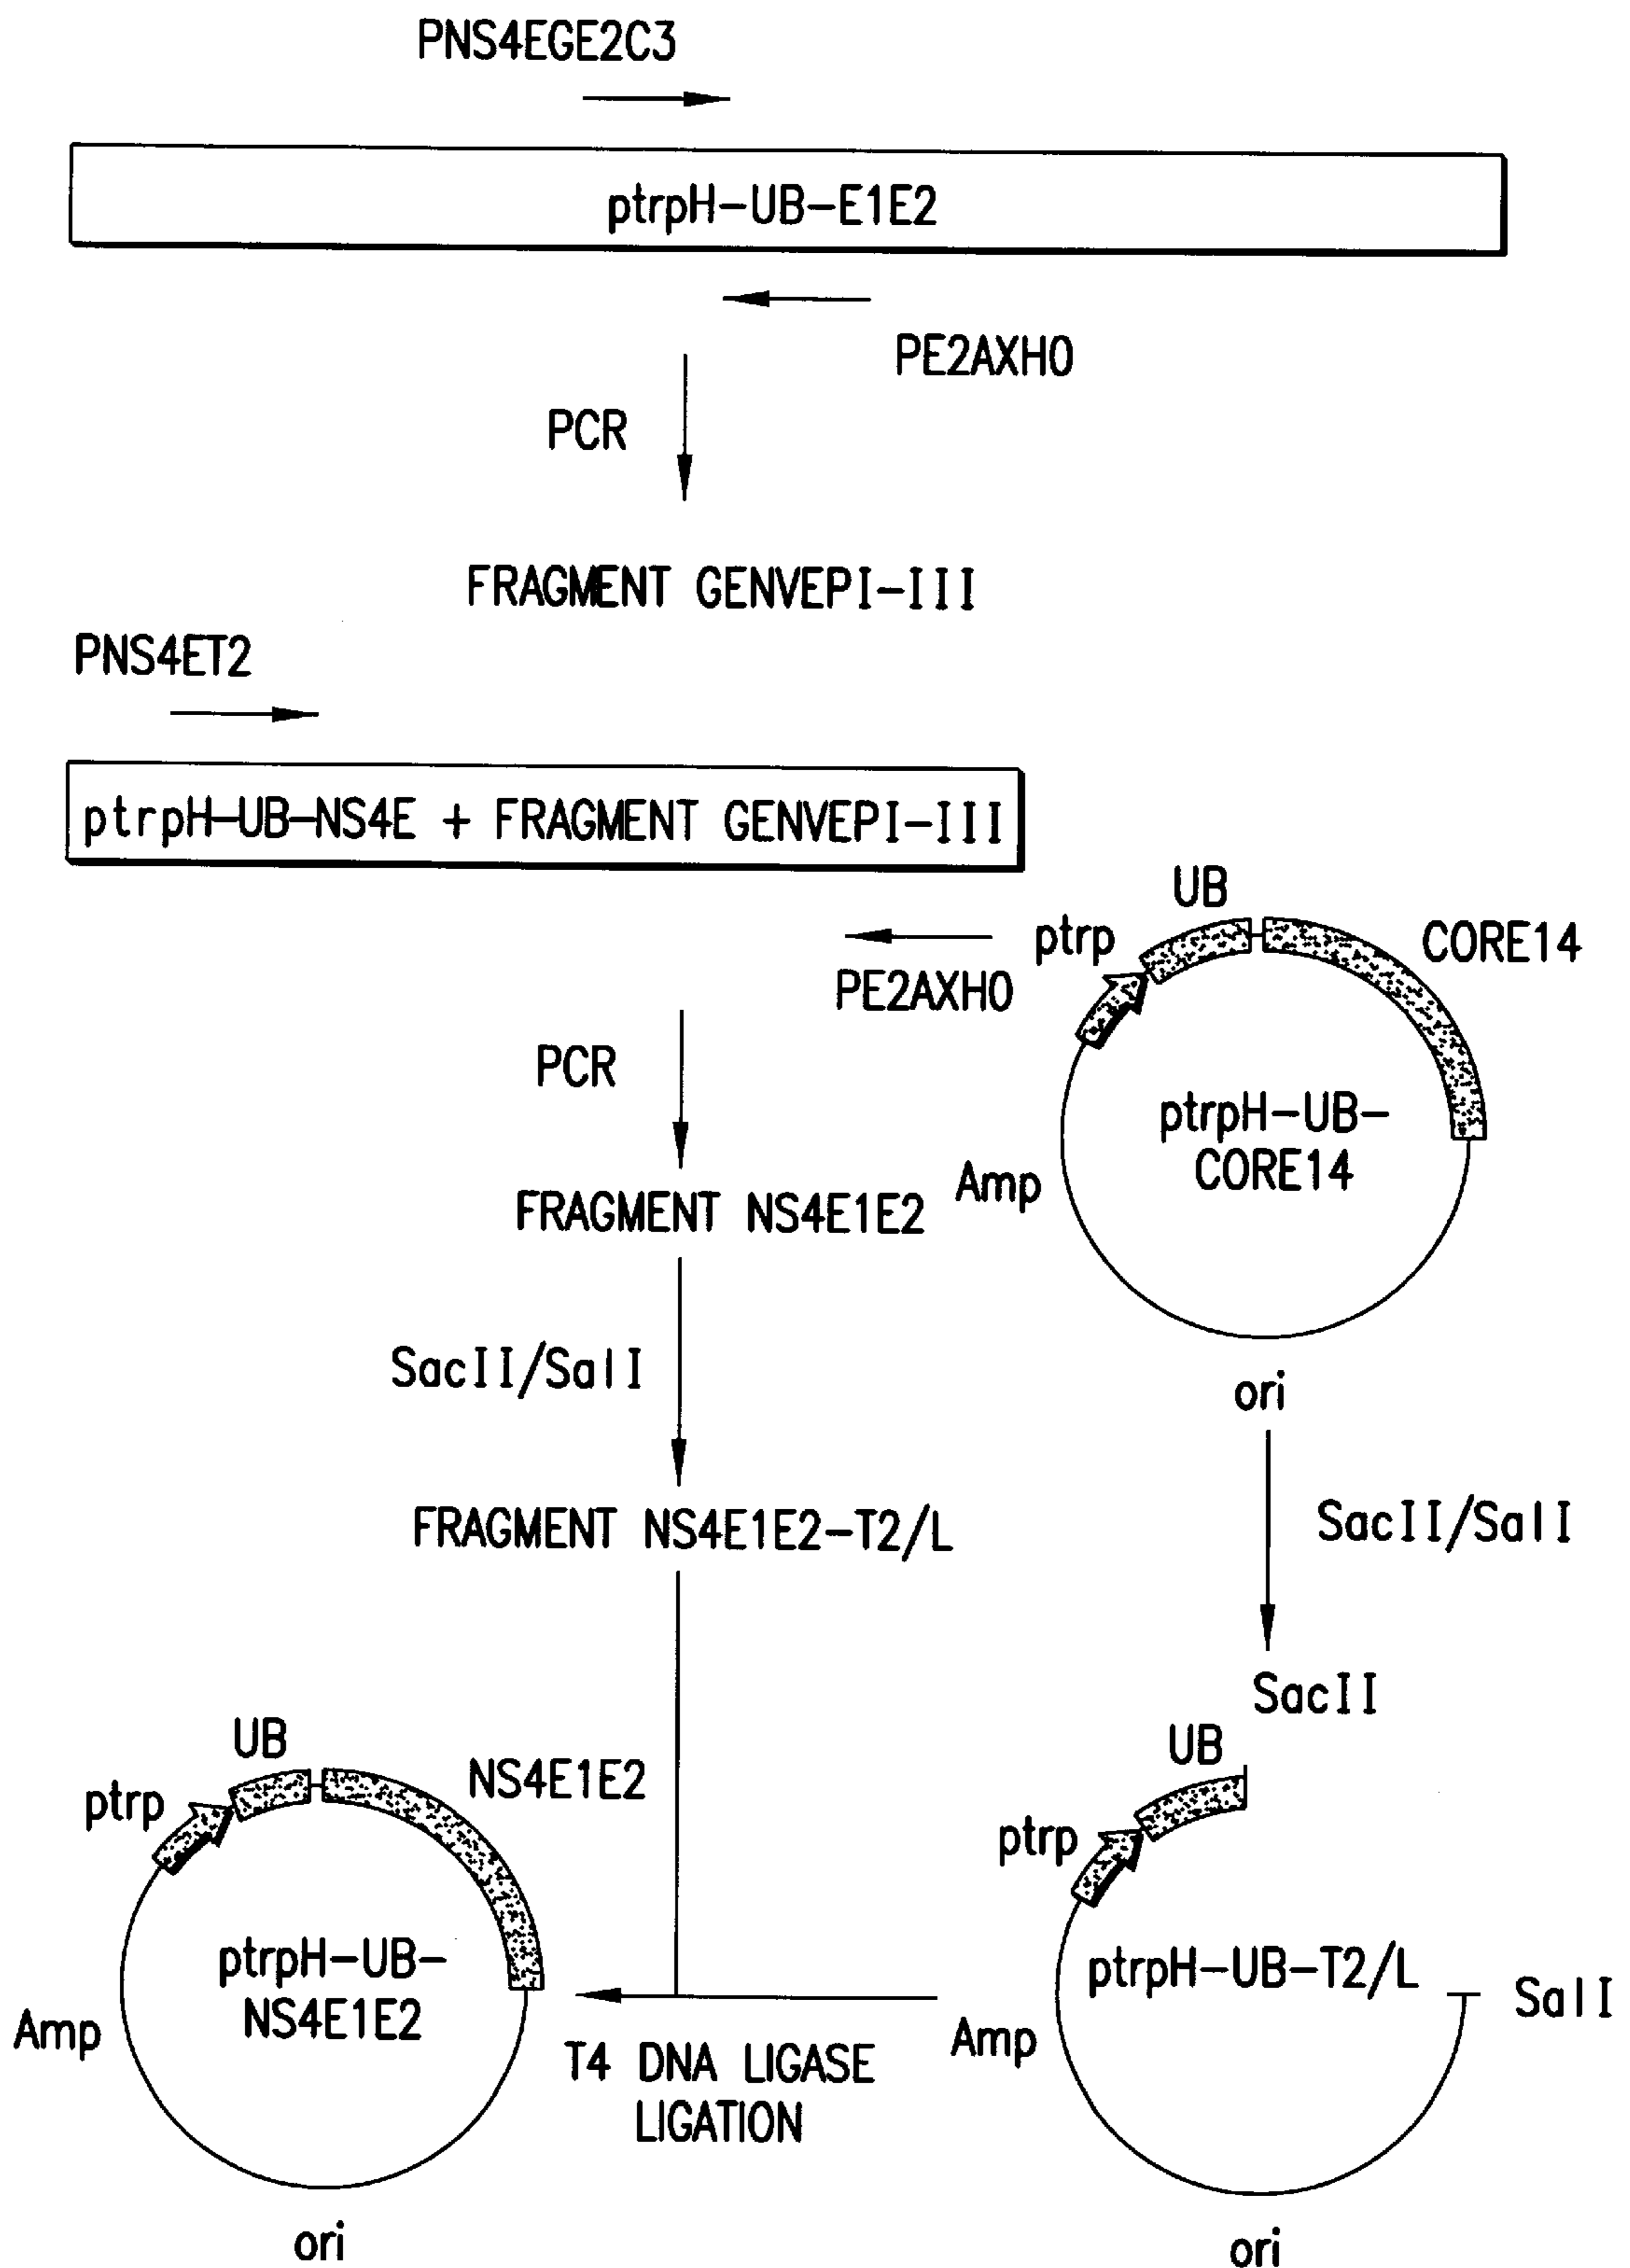 PNS4EGE2C3
ptrpH-UB-E1E2
PE2AXH0
PCR
FRAGMENT GENVEPI-III
PNS4ET2
ptrpH-UB-NS4E + FRAGMENT GENVEPI-III
PE2AXH0
PCR
FRAGMENT NS4E1E2
SacII/SalI
FRAGMENT NS4E1E2-T2/L
UB
ptrp
CORE14
ptrpH-UB-
CORE14
Amp
ori
SacII/SalI
SacII
UB
ptrp
ptrpH-UB-T2/L
SalI
Amp
ori
T4 DNA LIGASE
LIGATION
UB
ptrp
NS4E1E2
ptrpH-UB-
NS4E1E2
Amp
ori